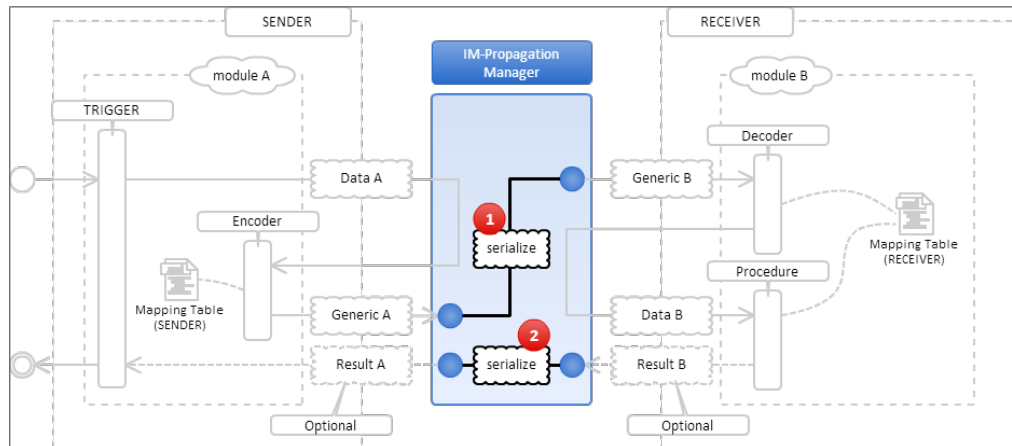 SENDER
RECEIVER
IM-Propagation
Manager
module A
module B
TRIGGER
Decoder
Data A
Generic B
1
Encoder
serialize
Mapping Table
(RECEIVER)
Procedure
Mapping Table
(SENDER)
Generic A
Data B
2
Result A
serialize
Result B
Optional
Optional